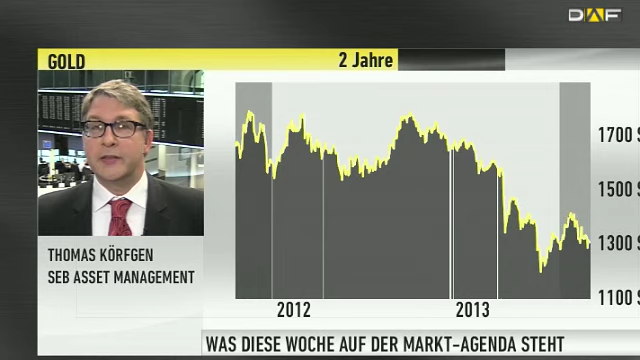 DAF
GOLD
2 Jahre
1700 $
1500 $
1300 $
1100 $
2012
2013
THOMAS KÖRFGEN
SEB ASSET MANAGEMENT
WAS DIESE WOCHE AUF DER MARKT-AGENDA STEHT